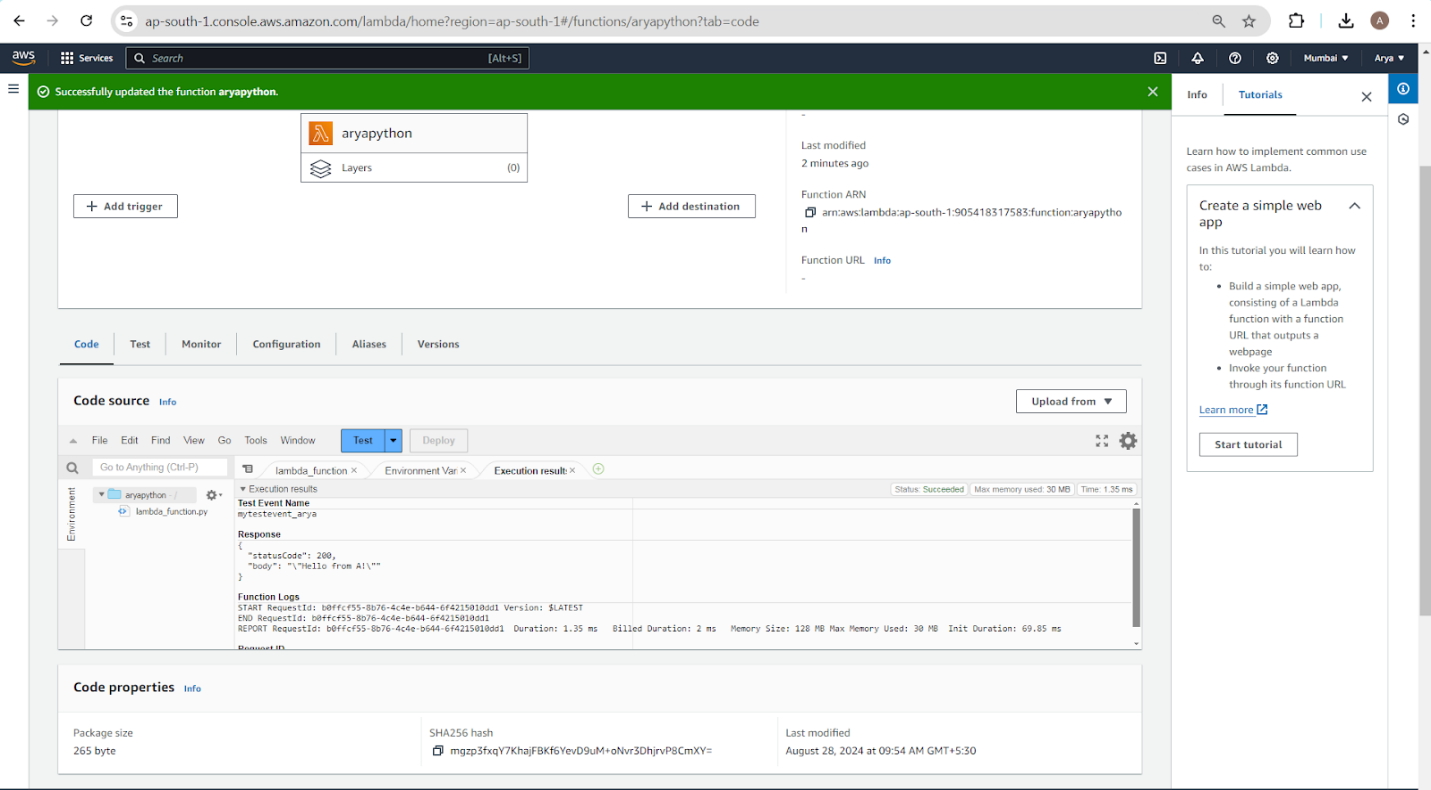 ap-south-1.console.aws.amazon.com/lambda/home?region=ap-south-1#/functions/aryapython?tab=code
A
aws
Services
Search
[Alt+S]
Mumbai
Arya
Successfully updated the function aryapython.
aryapython
Layers
(0)
+ Add trigger
+ Add destination
-
Last modified
2 minutes ago
Function ARN
arn:aws:lambda:ap-south-1:905418317583:function:aryapytho
n
Function URL Info
-
Code
Test
Monitor
Configuration
Aliases
Versions
Code source Info
Upload from
File Edit Find View Go Tools Window
Test
Deploy
Go to Anything (Ctrl-P)
lambda_function
Environment Var
Execution results
Environment
aryapython - /
lambda_function.py
Execution results
Status: Succeeded
Max memory used: 30 MB
Time: 1.35 ms
Test Event Name
mytestevent_arya
Response
{
"statusCode": 200,
"body": "\"Hello from A!\""
}
Function Logs
START RequestId: b0ffcf55-8b76-4c4e-b644-6f4215010dd1 Version: $LATEST
END RequestId: b0ffcf55-8b76-4c4e-b644-6f4215010dd1
REPORT RequestId: b0ffcf55-8b76-4c4e-b644-6f4215010dd1 Duration: 1.35 ms Billed Duration: 2 ms Memory Size: 128 MB Max Memory Used: 30 MB Init Duration: 69.85 ms
Request ID
Code properties Info
Package size
265 byte
SHA256 hash
mgzp3fxqY7KhajFBKf6YevD9uM+oNvr3DhjrvP8CmXY=
Last modified
August 28, 2024 at 09:54 AM GMT+5:30
Info
Tutorials
Learn how to implement common use
cases in AWS Lambda.
Create a simple web
app
In this tutorial you will learn how
to:
• Build a simple web app,
consisting of a Lambda
function with a function
URL that outputs a
webpage
• Invoke your function
through its function URL
Learn more
Start tutorial